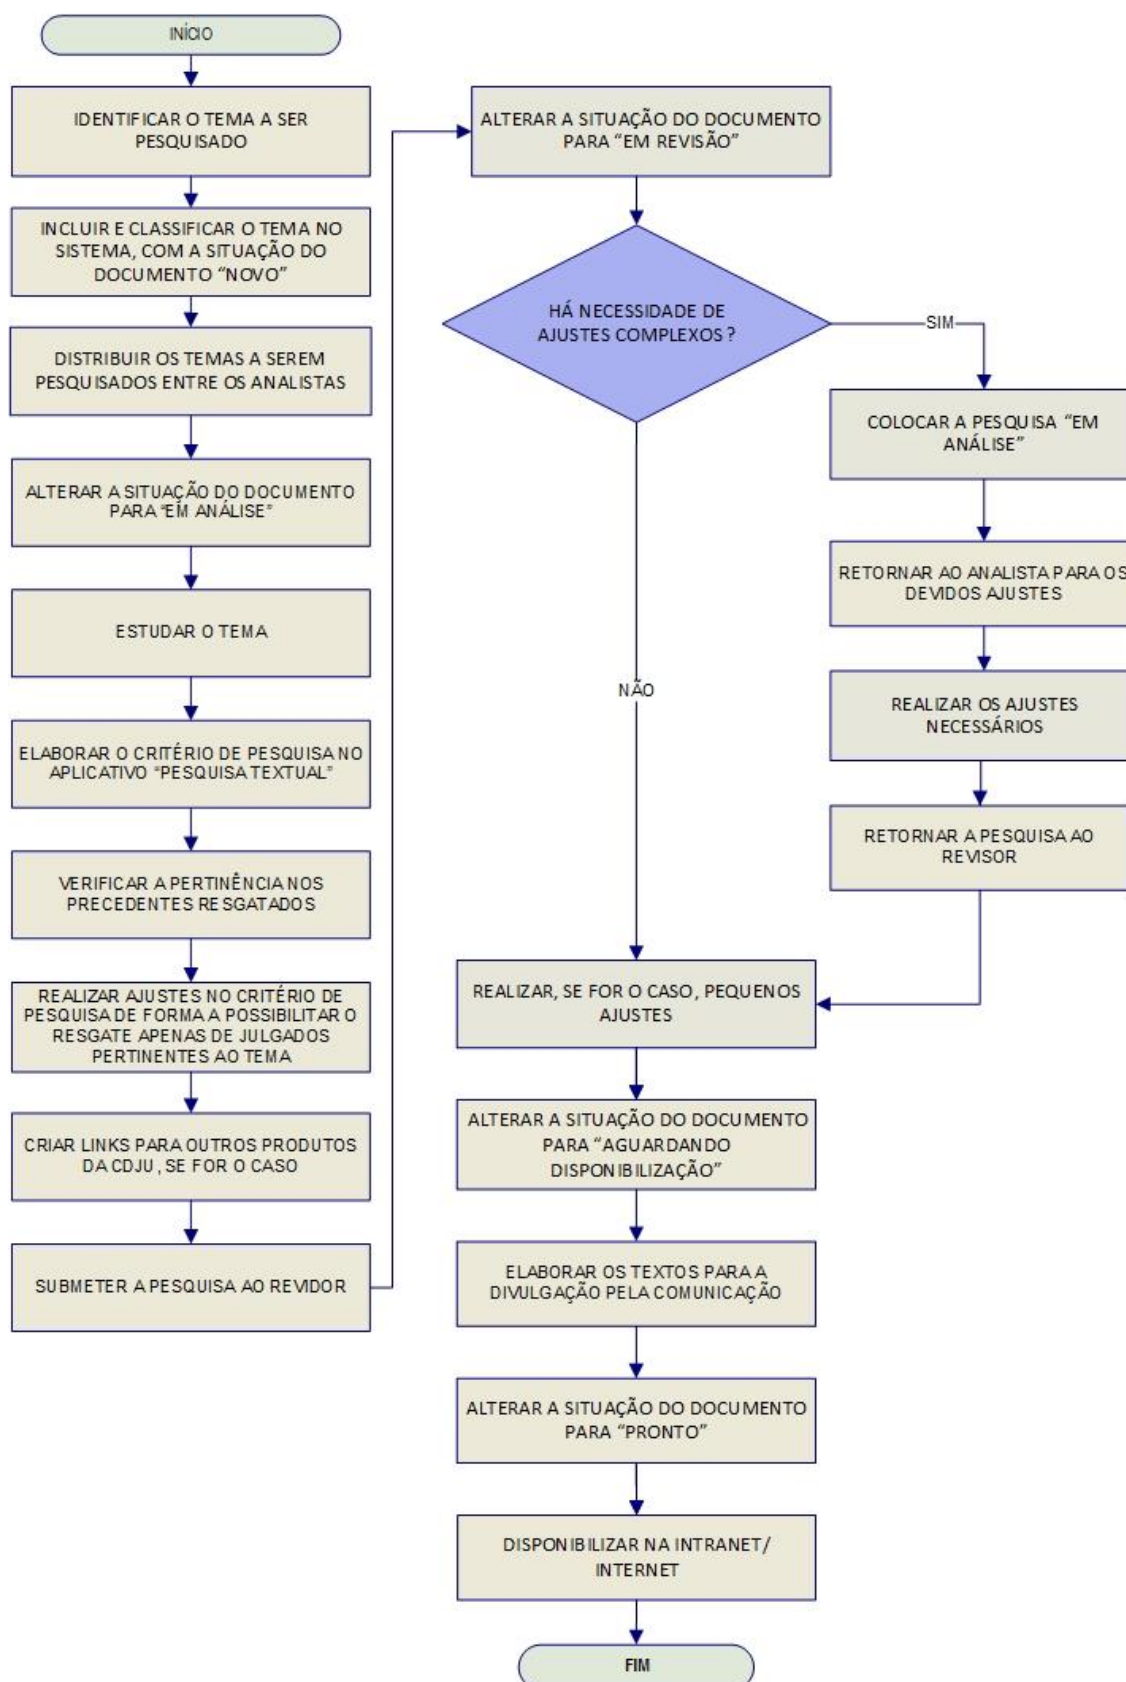 INÍCIO
IDENTIFICAR O TEMA A SER
PESQUISADO
INCLUIR E CLASSIFICAR O TEMA NO
SISTEMA, COM A SITUAÇÃO DO
DOCUMENTO “NOVO”
DISTRIBUIR OS TEMAS A SEREM
PESQUISADOS ENTRE OS ANALISTAS
ALTERAR A SITUAÇÃO DO DOCUMENTO
PARA “EM ANÁLISE”
ESTUDAR O TEMA
ELABORAR O CRITÉRIO DE PESQUISA NO
APLICATIVO “PESQUISA TEXTUAL”
VERIFICAR A PERTINÊNCIA NOS
PRECEDENTES RESGATADOS
REALIZAR AJUSTES NO CRITÉRIO DE
PESQUISA DE FORMA A POSSIBILITAR O
RESGATE APENAS DE JULGADOS
PERTINENTES AO TEMA
CRIAR LINKS PARA OUTROS PRODUTOS
DA CDJU, SE FOR O CASO
SUBMETER A PESQUISA AO REVIDOR
ALTERAR A SITUAÇÃO DO DOCUMENTO
PARA “EM REVISÃO”
HÁ NECESSIDADE DE
AJUSTES COMPLEXOS ?
SIM
COLOCAR A PESQUISA “EM
ANÁLISE”
RETORNAR AO ANALISTA PARA OS
DEVIDOS AJUSTES
REALIZAR OS AJUSTES
NECESSÁRIOS
RETORNAR A PESQUISA AO
REVISOR
NÃO
REALIZAR, SE FOR O CASO, PEQUENOS
AJUSTES
ALTERAR A SITUAÇÃO DO DOCUMENTO
PARA “AGUARDANDO
DISPONIBILIZAÇÃO”
ELABORAR OS TEXTOS PARA A
DIVULGAÇÃO PELA COMUNICAÇÃO
ALTERAR A SITUAÇÃO DO DOCUMENTO
PARA “PRONTO”
DISPONIBILIZAR NA INTRANET/
INTERNET
FIM